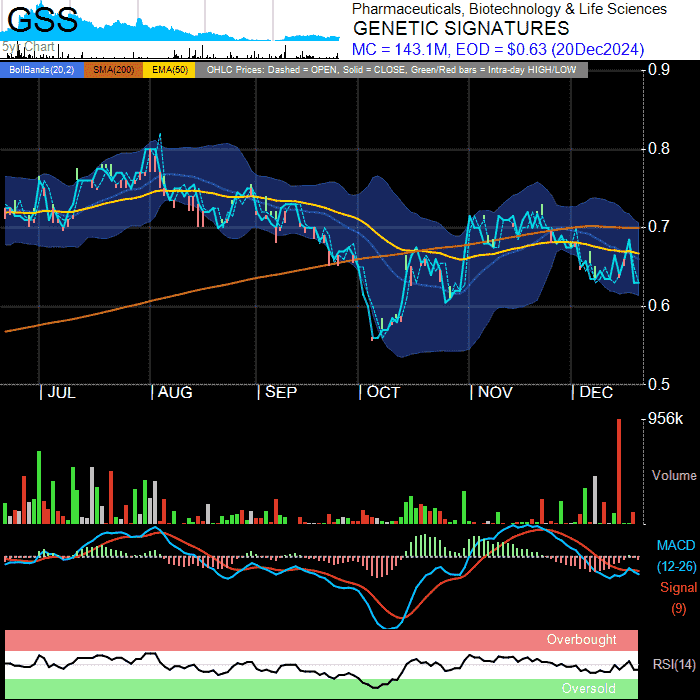 GSS
5yr Chart
Pharmaceuticals, Biotechnology & Life Sciences
GENETIC SIGNATURES
MC = 143.1M, EOD = $0.63 (20Dec2024)
BollBands(20,2) SMA(200) EMA(50) OHLC Prices: Dashed = OPEN, Solid = CLOSE, Green/Red bars = Intra-day HIGH/LOW
0.9
0.8
0.7
0.6
0.5
| JUL | AUG | SEP | OCT | NOV | DEC
956k
Volume
MACD
(12-26)
Signal
(9)
Overbought
RSI(14)
Oversold